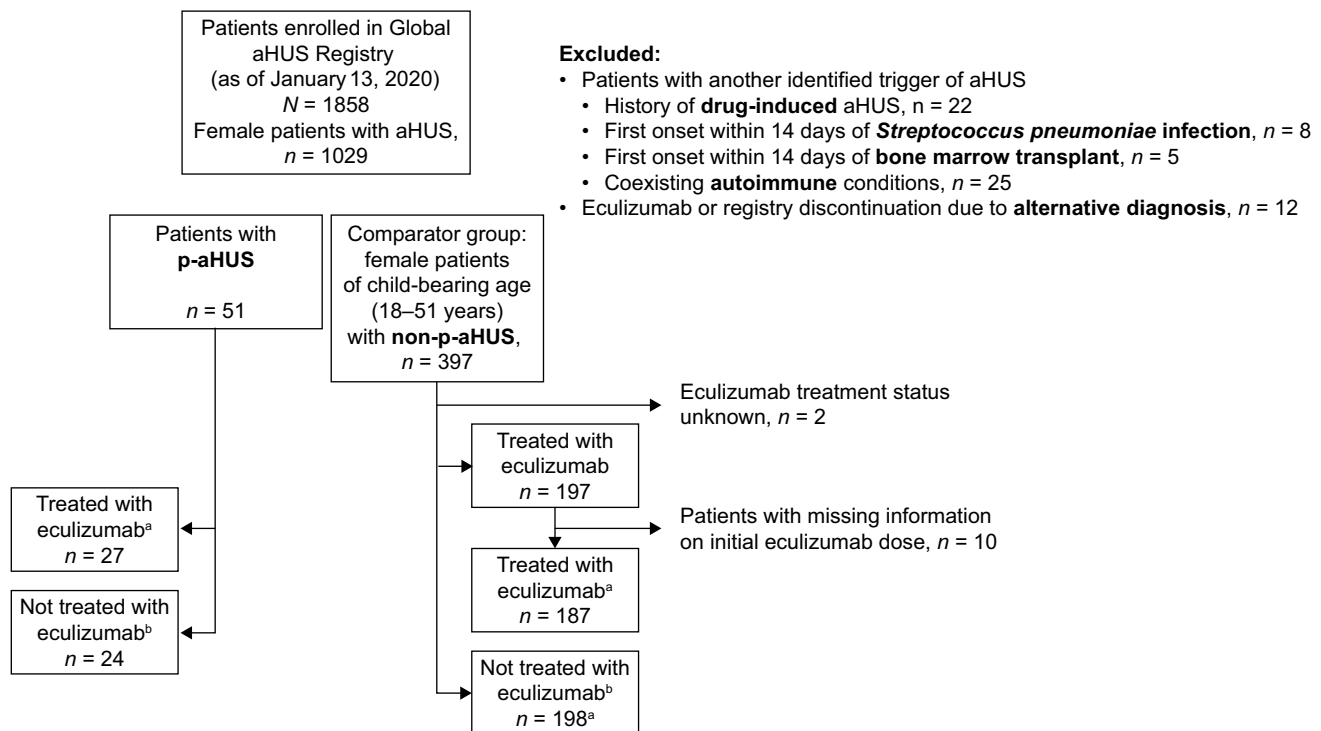 Patients enrolled in Global
aHUS Registry
(as of January 13, 2020)
N = 1858
Female patients with aHUS,
n = 1029
Excluded:
• Patients with another identified trigger of aHUS
• History of drug-induced aHUS, n = 22
• First onset within 14 days of Streptococcus pneumoniae infection, n = 8
• First onset within 14 days of bone marrow transplant, n = 5
• Coexisting autoimmune conditions, n = 25
• Eculizumab or registry discontinuation due to alternative diagnosis, n = 12
Patients with
p-aHUS
n = 51
Comparator group:
female patients
of child-bearing age
(18–51 years)
with non-p-aHUS,
n = 397
Eculizumab treatment status
unknown, n = 2
Treated with
eculizumab
n = 197
Patients with missing information
on initial eculizumab dose, n = 10
Treated with
eculizumabᵃ
n = 27
Treated with
eculizumabᵃ
n = 187
Not treated with
eculizumabᵇ
n = 24
Not treated with
eculizumabᵇ
n = 198ᵃ